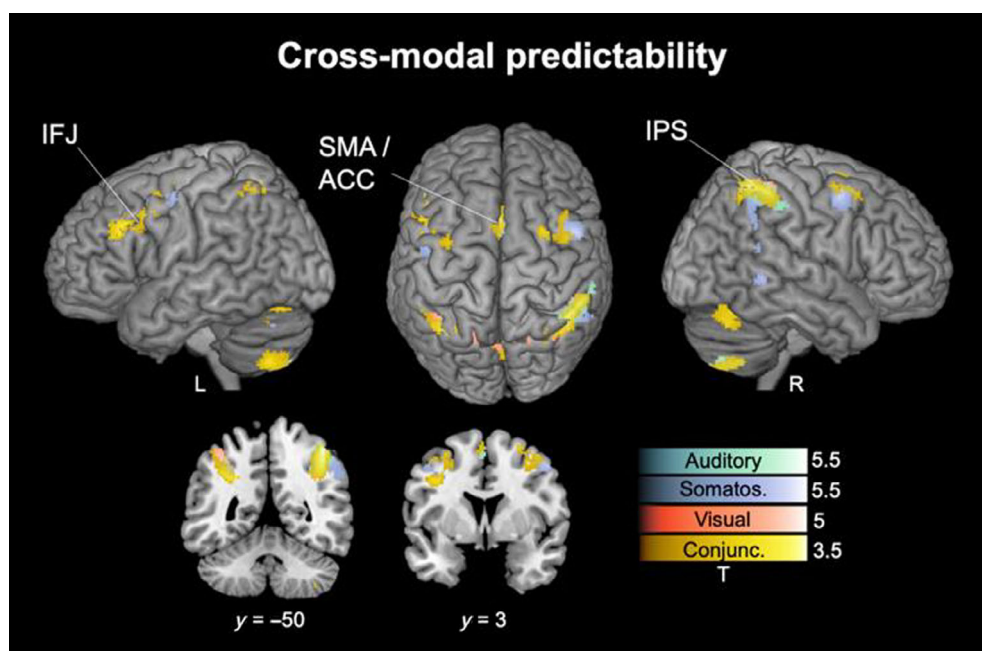 Cross-modal predictability
IFJ
SMA /
ACC
IPS
L
R
Auditory 5.5
Somatos. 5.5
Visual 5
Conjunc. 3.5
T
y = –50
y = 3